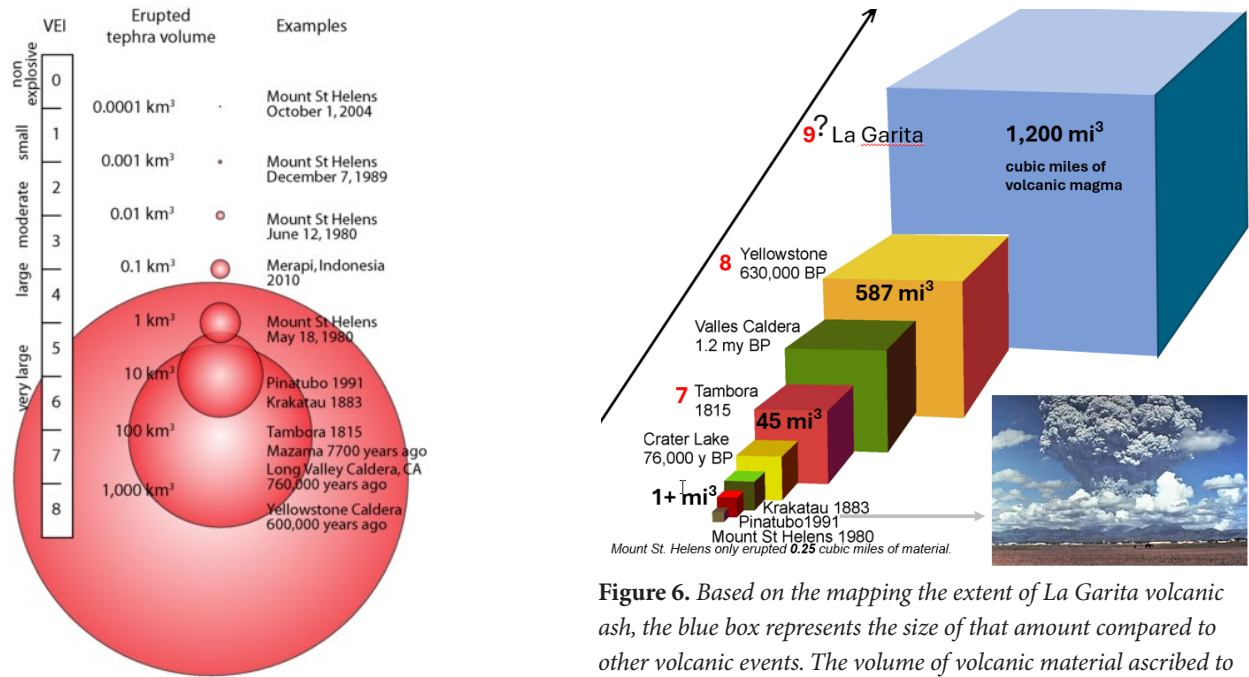 VEI
Erupted
tephra volume
Examples
non
explosive
small
moderate
large
very large
0
1
2
3
4
5
6
7
8
0.0001 km³
0.001 km³
0.01 km³
0.1 km³
1 km³
10 km³
100 km³
1,000 km³
Mount St Helens
October 1, 2004
Mount St Helens
December 7, 1989
Mount St Helens
June 12, 1980
Merapi, Indonesia
2010
Mount St Helens
May 18, 1980
Pinatubo 1991
Krakatau 1883
Tambora 1815
Mazama 7700 years ago
Long Valley Caldera, CA
760,000 years ago
Yellowstone Caldera
600,000 years ago
9? La Garita
1,200 mi³
cubic miles of
volcanic magma
8 Yellowstone
630,000 BP
587 mi³
Valles Caldera
1.2 my BP
7 Tambora
1815
45 mi³
Crater Lake
76,000 y BP
1+ mi³
Krakatau 1883
Pinatubo1991
Mount St Helens 1980
Mount St. Helens only erupted 0.25 cubic miles of material.
Figure 6. Based on the mapping the extent of La Garita volcanic
ash, the blue box represents the size of that amount compared to
other volcanic events. The volume of volcanic material ascribed to